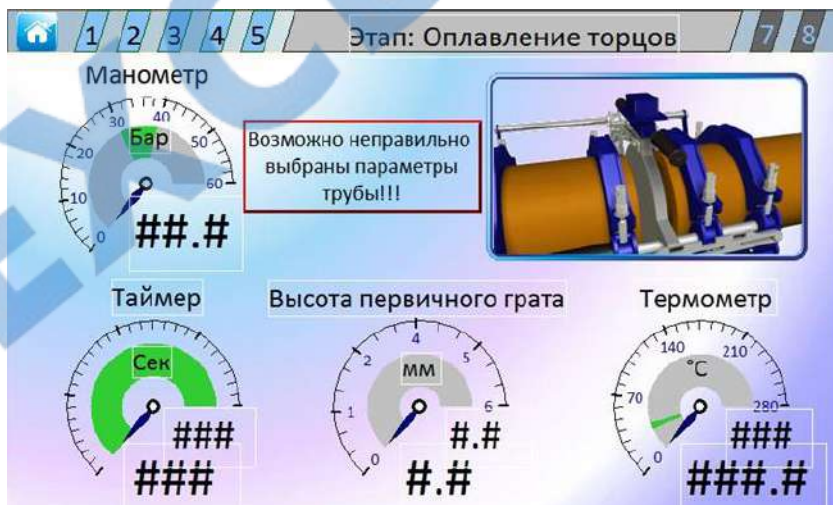 1 2 3 4 5 Этап: Оплавление торцов 7 8
Манометр
0 10 20 30 40 50 60
Бар
##.#
Возможно неправильно
выбраны параметры
трубы!!!
Таймер
Сек
###
###
Высота первичного грата
0 1 2 4 5 6
мм
#.#
#.#
Термометр
0 70 140 210 280
°C
###
###.#